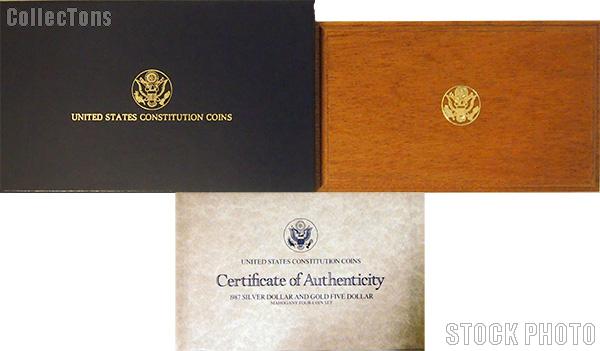 CollecTons
UNITED STATES CONSTITUTION COINS
UNITED STATES CONSTITUTION COINS
Certificate of Authenticity
1987 SILVER DOLLAR AND GOLD FIVE DOLLAR
MAHOGANY FOUR-COIN SET
STOCK PHOTO